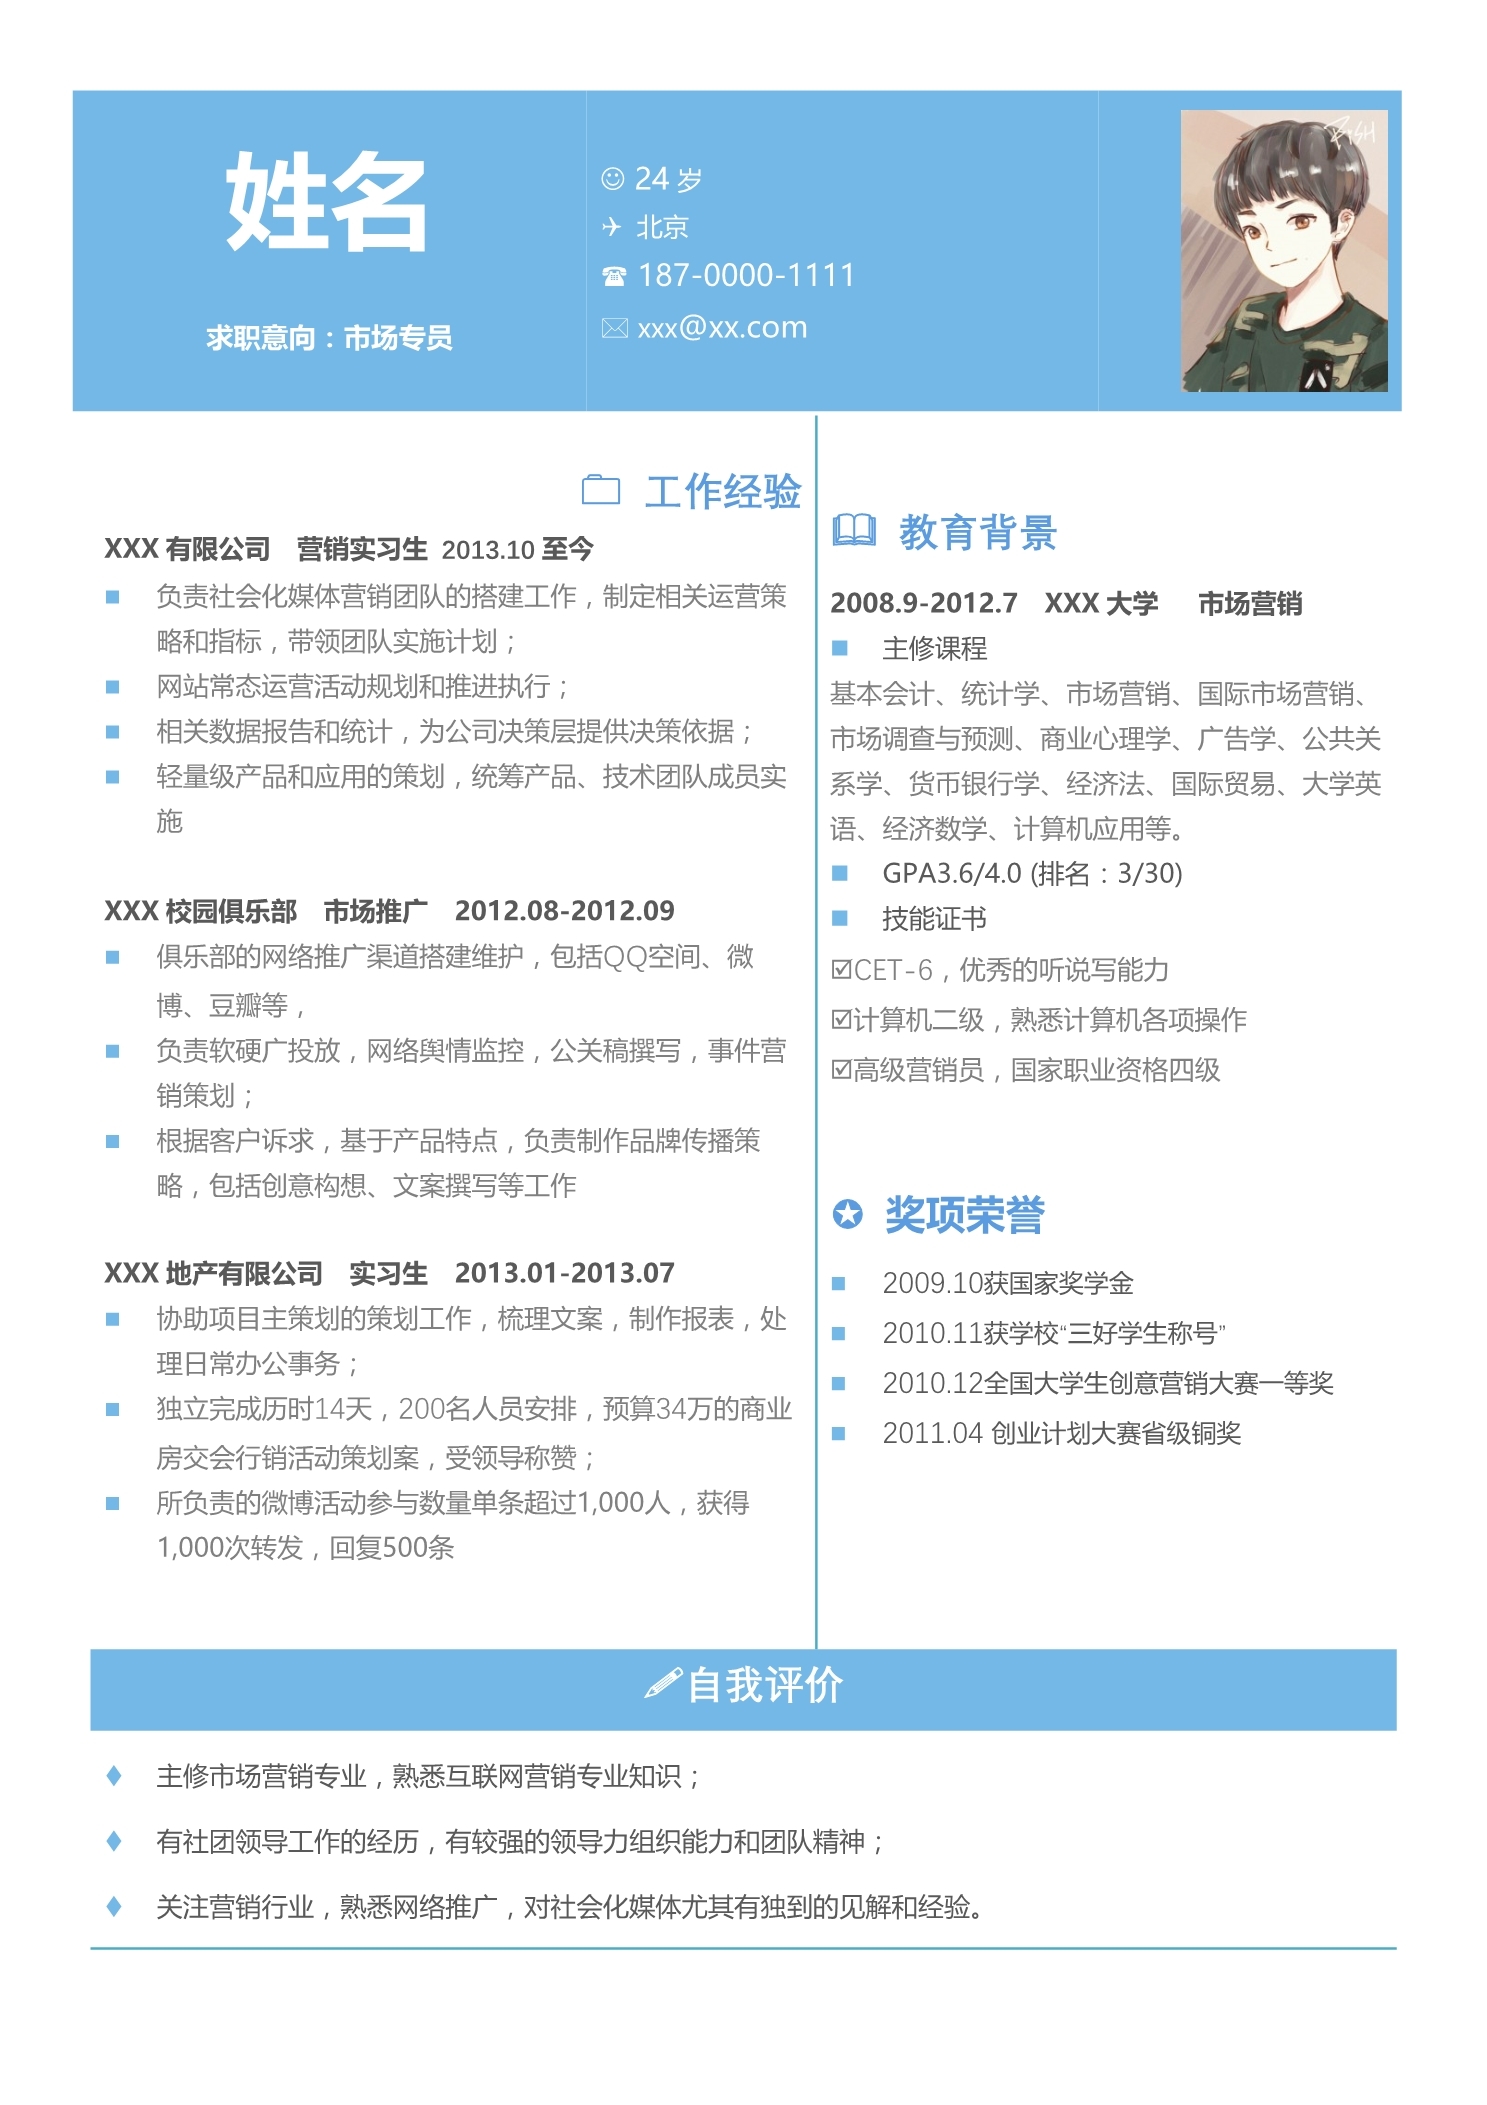 姓名
求职意向：市场专员
24 岁
北京
187-0000-1111
xxx@xx.com
FISH
工作经验
XXX 有限公司 营销实习生 2013.10 至今
负责社会化媒体营销团队的搭建工作，制定相关运营策
略和指标，带领团队实施计划；
网站常态运营活动规划和推进执行；
相关数据报告和统计，为公司决策层提供决策依据；
轻量级产品和应用的策划，统筹产品、技术团队成员实
施
XXX 校园俱乐部 市场推广 2012.08-2012.09
俱乐部的网络推广渠道搭建维护，包括QQ空间、微
博、豆瓣等，
负责软硬广投放，网络舆情监控，公关稿撰写，事件营
销策划；
根据客户诉求，基于产品特点，负责制作品牌传播策
略，包括创意构想、文案撰写等工作
XXX 地产有限公司 实习生 2013.01-2013.07
协助项目主策划的策划工作，梳理文案，制作报表，处
理日常办公事务；
独立完成历时14天，200名人员安排，预算34万的商业
房交会行销活动策划案，受领导称赞；
所负责的微博活动参与数量单条超过1,000人，获得
1,000次转发，回复500条
教育背景
2008.9-2012.7 XXX 大学 市场营销
主修课程
基本会计、统计学、市场营销、国际市场营销、
市场调查与预测、商业心理学、广告学、公共关
系学、货币银行学、经济法、国际贸易、大学英
语、经济数学、计算机应用等。
GPA3.6/4.0 (排名：3/30)
技能证书
☑CET-6，优秀的听说写能力
☑计算机二级，熟悉计算机各项操作
☑高级营销员，国家职业资格四级
奖项荣誉
2009.10获国家奖学金
2010.11获学校“三好学生称号”
2010.12全国大学生创意营销大赛一等奖
2011.04 创业计划大赛省级铜奖
自我评价
主修市场营销专业，熟悉互联网营销专业知识；
有社团领导工作的经历，有较强的领导力组织能力和团队精神；
关注营销行业，熟悉网络推广，对社会化媒体尤其有独到的见解和经验。